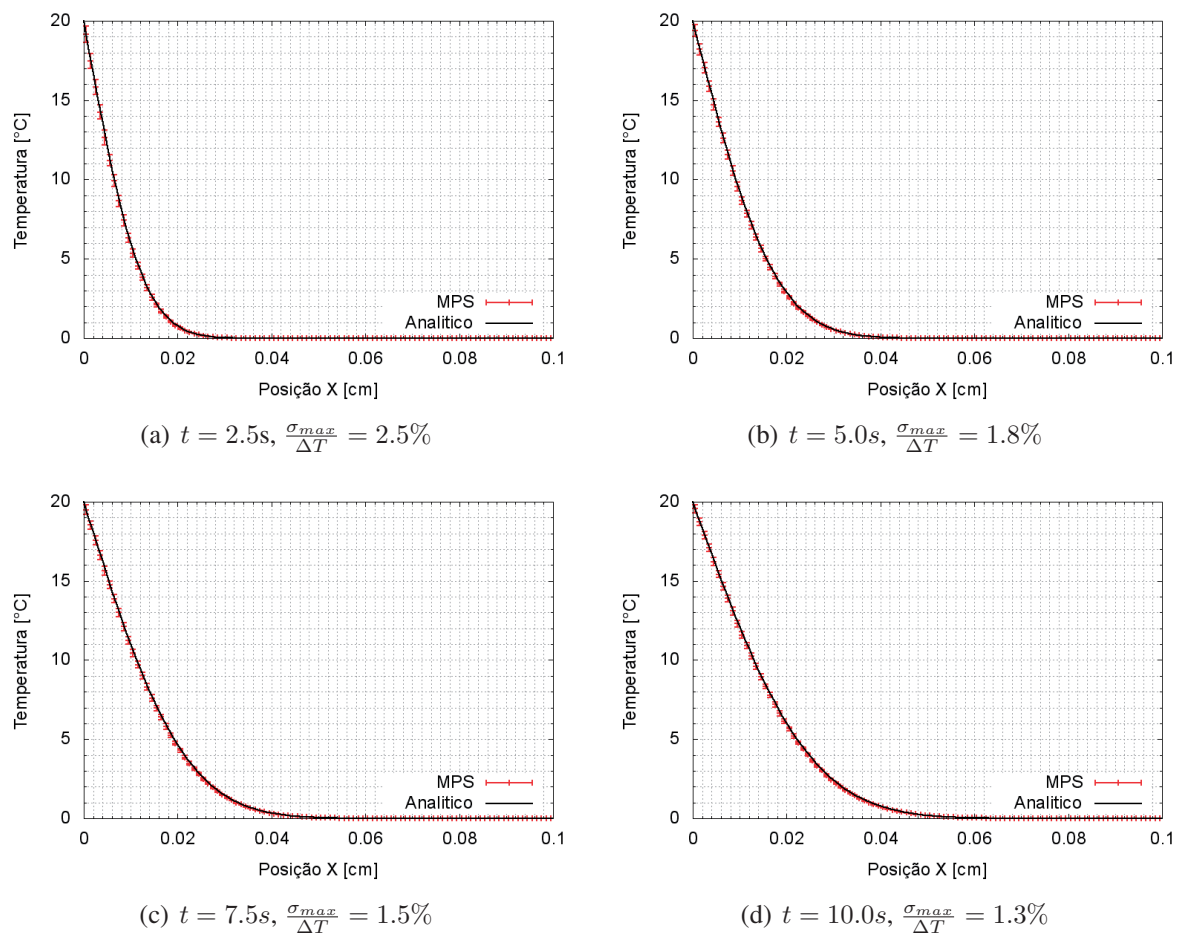 20
15
10
5
0
Temperatura [°C]
MPS
Analitico
0 0.02 0.04 0.06 0.08 0.1
Posição X [cm]
(a) t = 2.5s, σmax/ΔT = 2.5%
20
15
10
5
0
Temperatura [°C]
MPS
Analitico
0 0.02 0.04 0.06 0.08 0.1
Posição X [cm]
(b) t = 5.0s, σmax/ΔT = 1.8%
20
15
10
5
0
Temperatura [°C]
MPS
Analitico
0 0.02 0.04 0.06 0.08 0.1
Posição X [cm]
(c) t = 7.5s, σmax/ΔT = 1.5%
20
15
10
5
0
Temperatura [°C]
MPS
Analitico
0 0.02 0.04 0.06 0.08 0.1
Posição X [cm]
(d) t = 10.0s, σmax/ΔT = 1.3%